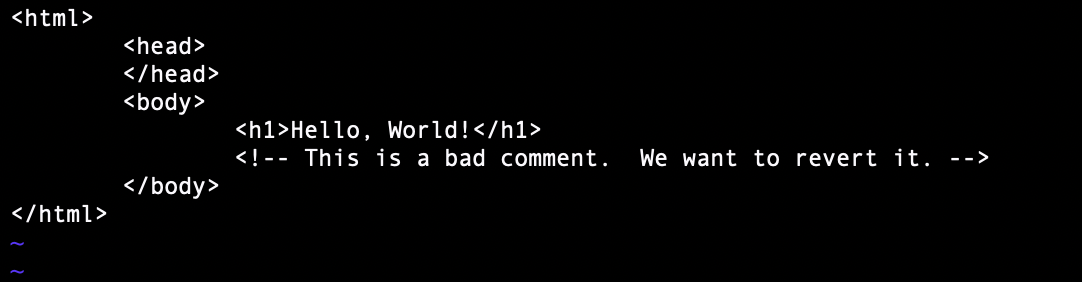 <html>
<head>
</head>
<body>
<h1>Hello, World!</h1>
<!-- This is a bad comment.  We want to revert it. -->
</body>
</html>
~
~